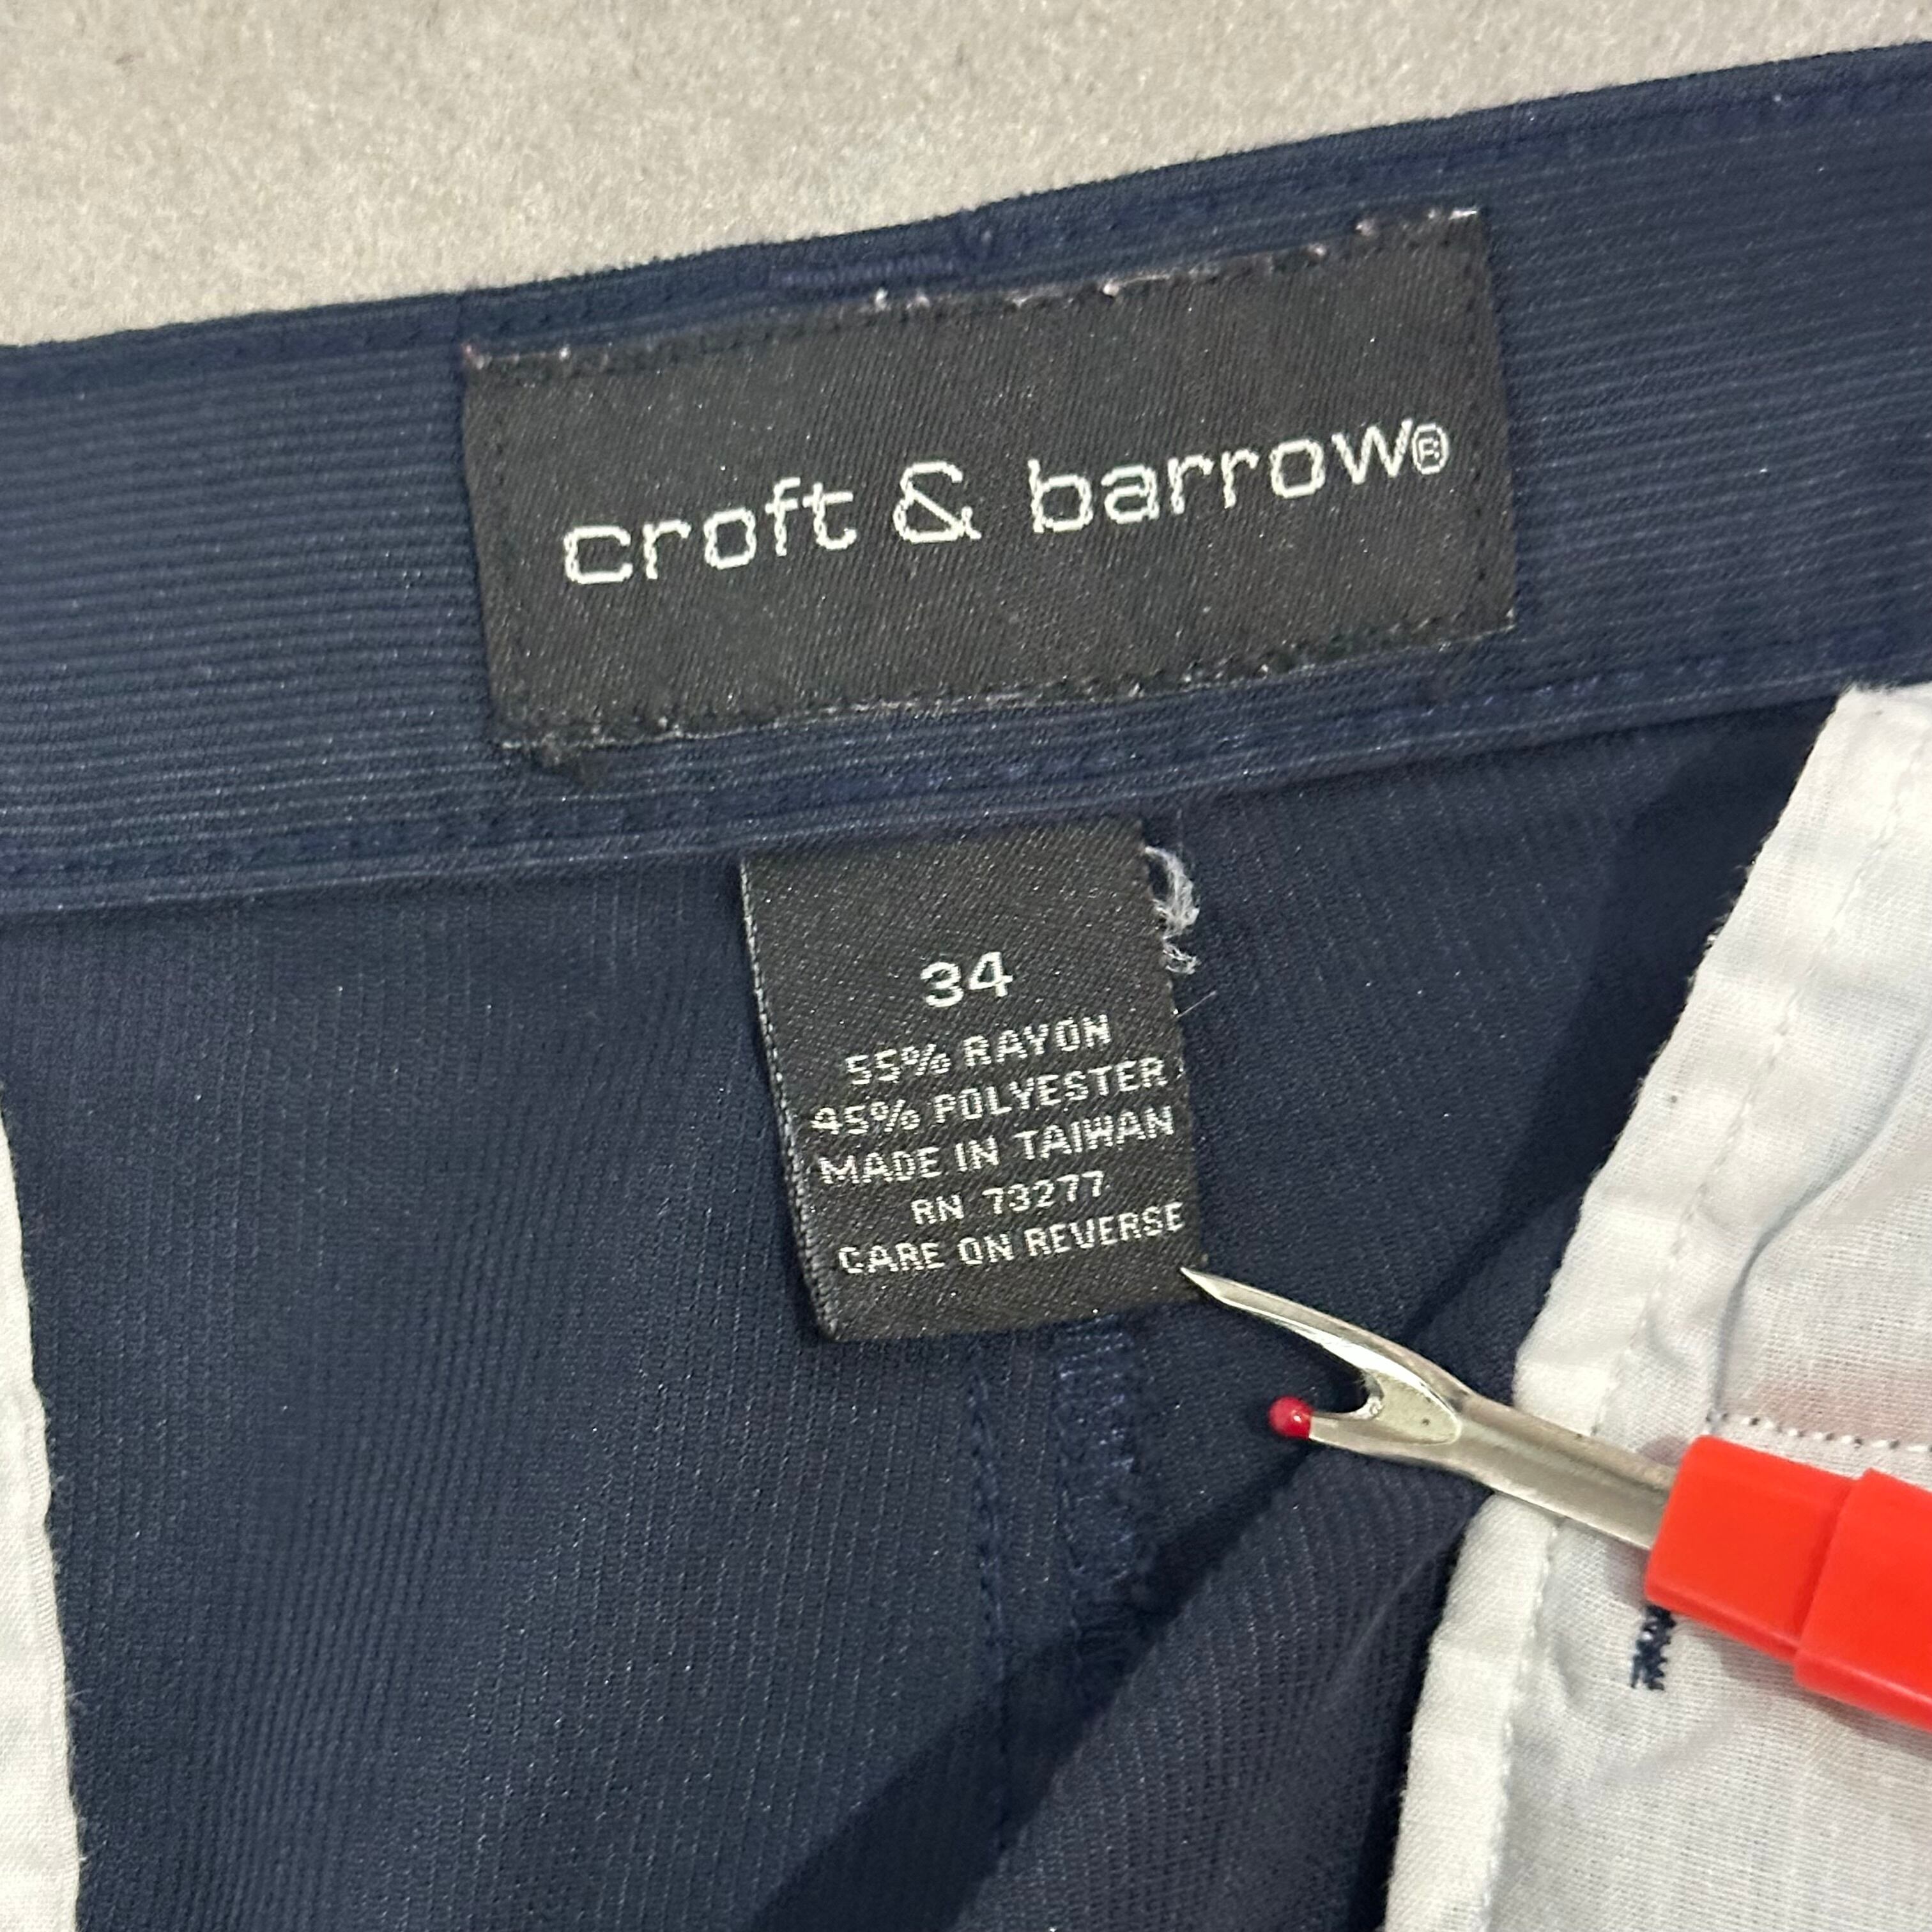 croft & barrow®
34
55% RAYON
45% POLYESTER
MADE IN TAIWAN
RN 73277
CARE ON REVERSE